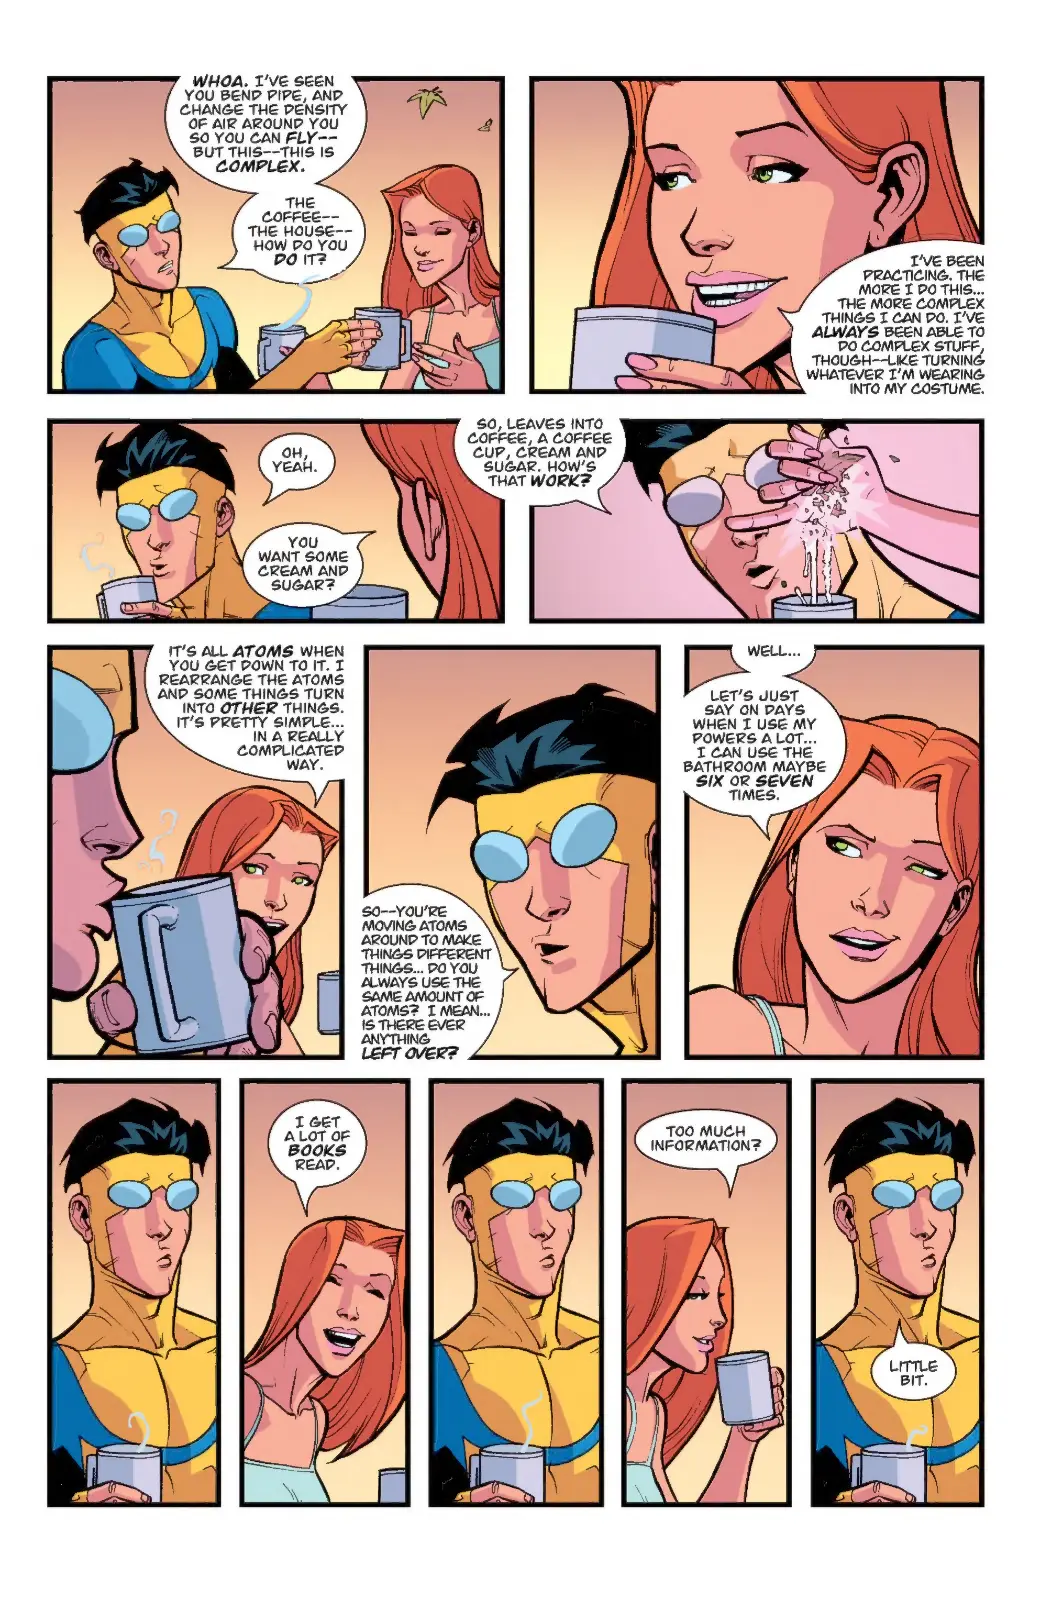 WHOA. I'VE SEEN
YOU BEND PIPE, AND
CHANGE THE DENSITY
OF AIR AROUND YOU
SO YOU CAN FLY--
BUT THIS--THIS IS
COMPLEX.
THE
COFFEE--
THE HOUSE--
HOW DO YOU
DO IT?
I'VE BEEN
PRACTICING. THE
MORE I DO THIS...
THE MORE COMPLEX
THINGS I CAN DO. I'VE
ALWAYS BEEN ABLE TO
DO COMPLEX STUFF,
THOUGH--LIKE TURNING
WHATEVER I'M WEARING
INTO MY COSTUME.
OH,
YEAH.
YOU
WANT SOME
CREAM AND
SUGAR?
SO, LEAVES INTO
COFFEE, A COFFEE
CUP, CREAM AND
SUGAR. HOW'S
THAT WORK?
IT'S ALL ATOMS WHEN
YOU GET DOWN TO IT. I
REARRANGE THE ATOMS
AND SOME THINGS TURN
INTO OTHER THINGS.
IT'S PRETTY SIMPLE...
IN A REALLY
COMPLICATED
WAY.
SO--YOU'RE
MOVING ATOMS
AROUND TO MAKE
THINGS DIFFERENT
THINGS... DO YOU
ALWAYS USE THE
SAME AMOUNT OF
ATOMS? I MEAN...
IS THERE EVER
ANYTHING
LEFT OVER?
WELL...
LET'S JUST
SAY ON DAYS
WHEN I USE MY
POWERS A LOT...
I CAN USE THE
BATHROOM MAYBE
SIX OR SEVEN
TIMES.
I GET
A LOT OF
BOOKS
READ.
TOO MUCH
INFORMATION?
LITTLE
BIT.